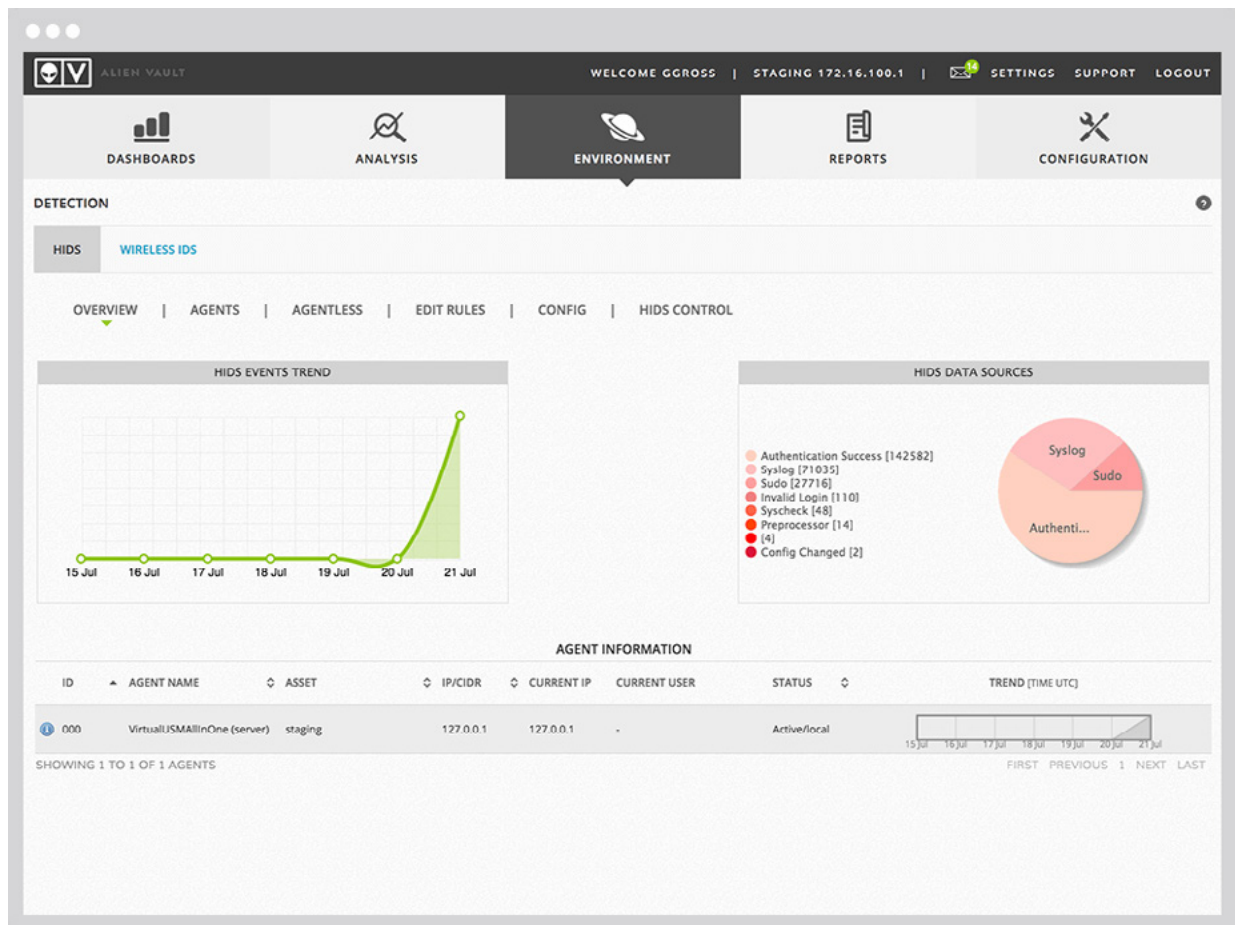 ALIEN VAULT
WELCOME GGROSS | STAGING 172.16.100.1 | 14 SETTINGS SUPPORT LOGOUT
DASHBOARDS ANALYSIS ENVIRONMENT REPORTS CONFIGURATION
DETECTION
HIDS WIRELESS IDS
OVERVIEW | AGENTS | AGENTLESS | EDIT RULES | CONFIG | HIDS CONTROL
HIDS EVENTS TREND
15 Jul 16 Jul 17 Jul 18 Jul 19 Jul 20 Jul 21 Jul
HIDS DATA SOURCES
Authentication Success [142582]
Syslog [71035]
Sudo [27716]
Invalid Login [110]
Syscheck [48]
Preprocessor [14]
[4]
Config Changed [2]
Syslog
Sudo
Authenti...
AGENT INFORMATION
ID AGENT NAME ASSET IP/CIDR CURRENT IP CURRENT USER STATUS TREND [TIME UTC]
000 VirtualUSMAllInOne (server) staging 127.0.0.1 127.0.0.1 - Active/local
15 Jul 16 Jul 17 Jul 18 Jul 19 Jul 20 Jul 21 Jul
SHOWING 1 TO 1 OF 1 AGENTS FIRST PREVIOUS 1 NEXT LAST